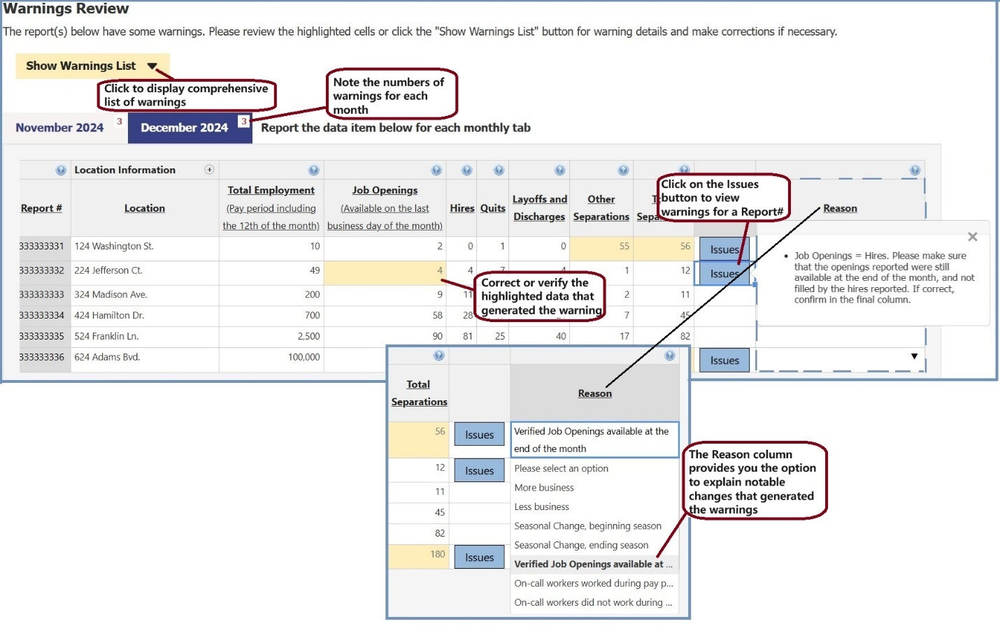 Warnings Review
The report(s) below have some warnings. Please review the highlighted cells or click the "Show Warnings List" button for warning details and make corrections if necessary.
Show Warnings List
Click to display comprehensive
list of warnings
Note the numbers of
warnings for each
month
November 2024 3 December 2024 3 Report the data item below for each monthly tab
Location Information
Report # Location
Total Employment
(Pay period including
the 12th of the month)
Job Openings
(Available on the last
business day of the month)
Hires Quits
Layoffs and
Discharges
Other
Separations
Click on the Issues
button to view
warnings for a Report#
Reason
333333331 124 Washington St. 10 2 0 1 0 55 56 Issues
333333332 224 Jefferson Ct. 49 4 4 7 4 1 12 Issues
333333333 324 Madison Ave. 200 9 11 2 11
333333334 424 Hamilton Dr. 700 58 28 7 45
333333335 524 Franklin Ln. 2,500 90 81 25 40 17 82
333333336 624 Adams Bvd. 100,000 Issues
Job Openings = Hires. Please make sure
that the openings reported were still
available at the end of the month, and not
filled by the hires reported. If correct,
confirm in the final column.
Correct or verify the
highlighted data that
generated the warning
Total
Separations
Reason
56 Issues
Verified Job Openings available at the
end of the month
12 Issues Please select an option
11 More business
45 Less business
82 Seasonal Change, beginning season
180 Issues Seasonal Change, ending season
Verified Job Openings available at ...
On-call workers worked during pay p...
On-call workers did not work during ...
The Reason column
provides you the option
to explain notable
changes that generated
the warnings